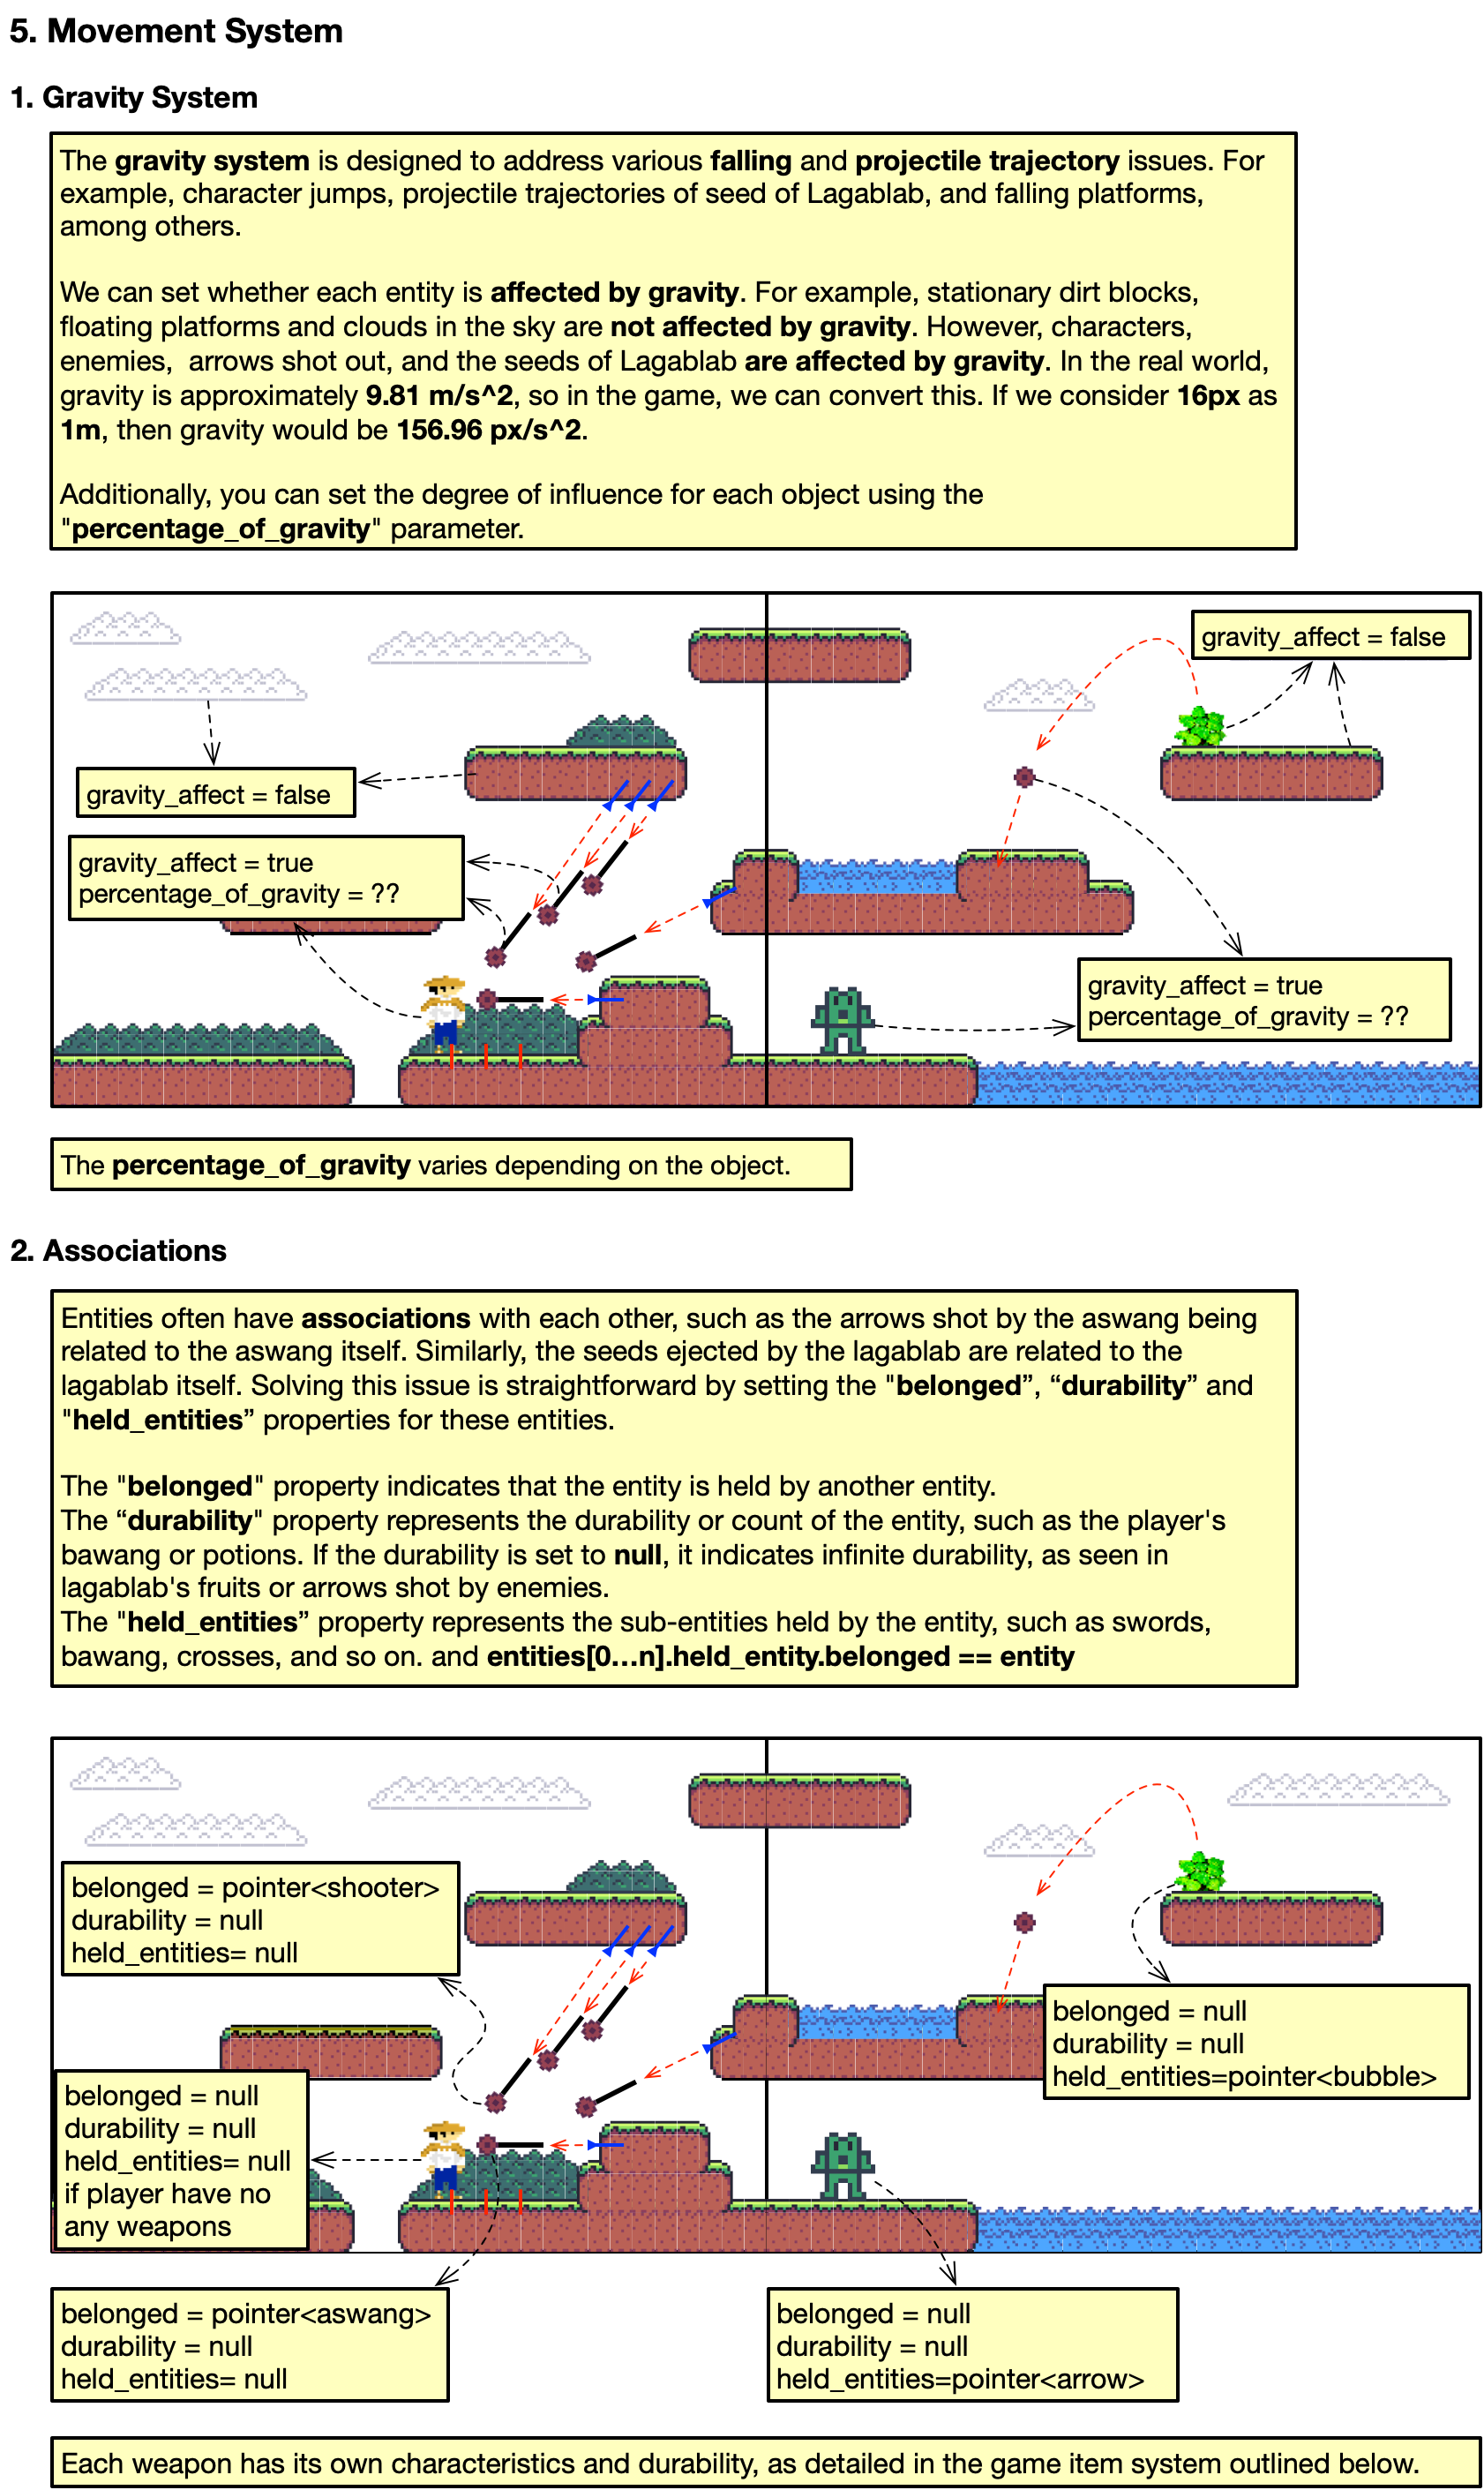 5. Movement System
1. Gravity System
The gravity system is designed to address various falling and projectile trajectory issues. For
example, character jumps, projectile trajectories of seed of Lagablab, and falling platforms,
among others.
We can set whether each entity is affected by gravity. For example, stationary dirt blocks,
floating platforms and clouds in the sky are not affected by gravity. However, characters,
enemies,  arrows shot out, and the seeds of Lagablab are affected by gravity. In the real world,
gravity is approximately 9.81 m/s^2, so in the game, we can convert this. If we consider 16px as
1m, then gravity would be 156.96 px/s^2.
Additionally, you can set the degree of influence for each object using the
"percentage_of_gravity" parameter.
gravity_affect = false
gravity_affect = false
gravity_affect = true
percentage_of_gravity = ??
gravity_affect = true
percentage_of_gravity = ??
The percentage_of_gravity varies depending on the object.
2. Associations
Entities often have associations with each other, such as the arrows shot by the aswang being
related to the aswang itself. Similarly, the seeds ejected by the lagablab are related to the
lagablab itself. Solving this issue is straightforward by setting the "belonged”, “durability” and
"held_entities” properties for these entities.
The "belonged" property indicates that the entity is held by another entity.
The “durability" property represents the durability or count of the entity, such as the player's
bawang or potions. If the durability is set to null, it indicates infinite durability, as seen in
lagablab's fruits or arrows shot by enemies.
The "held_entities” property represents the sub-entities held by the entity, such as swords,
bawang, crosses, and so on. and entities[0…n].held_entity.belonged == entity
belonged = pointer<shooter>
durability = null
held_entities= null
belonged = null
durability = null
held_entities=pointer<bubble>
belonged = null
durability = null
held_entities= null
if player have no
any weapons
belonged = pointer<aswang>
durability = null
held_entities= null
belonged = null
durability = null
held_entities=pointer<arrow>
Each weapon has its own characteristics and durability, as detailed in the game item system outlined below.